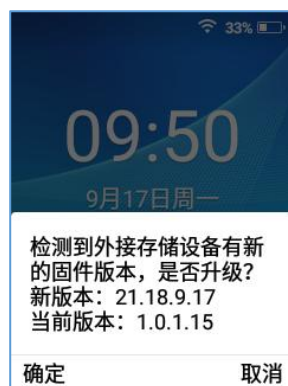 33%
09:50
9月17日周一
检测到外接存储设备有新
的固件版本，是否升级？
新版本：21.18.9.17
当前版本：1.0.1.15
确定 取消